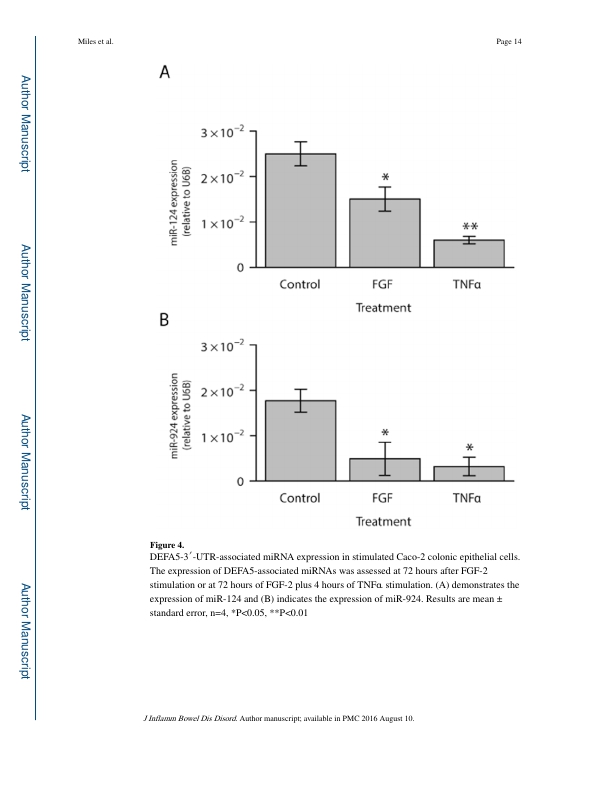 Miles et al.
Page 14
Author Manuscript
Author Manuscript
Author Manuscript
Author Manuscript
A
miR-124 expression
(relative to U6B)
3×10⁻²
2×10⁻²
1×10⁻²
0
*
**
Control FGF TNFα
Treatment
B
miR-924 expression
(relative to U6B)
3×10⁻²
2×10⁻²
1×10⁻²
0
*
*
Control FGF TNFα
Treatment
Figure 4.
DEFA5-3´-UTR-associated miRNA expression in stimulated Caco-2 colonic epithelial cells.
The expression of DEFA5-associated miRNAs was assessed at 72 hours after FGF-2
stimulation or at 72 hours of FGF-2 plus 4 hours of TNFα stimulation. (A) demonstrates the
expression of miR-124 and (B) indicates the expression of miR-924. Results are mean ±
standard error, n=4, *P<0.05, **P<0.01
J Inflamm Bowel Dis Disord. Author manuscript; available in PMC 2016 August 10.